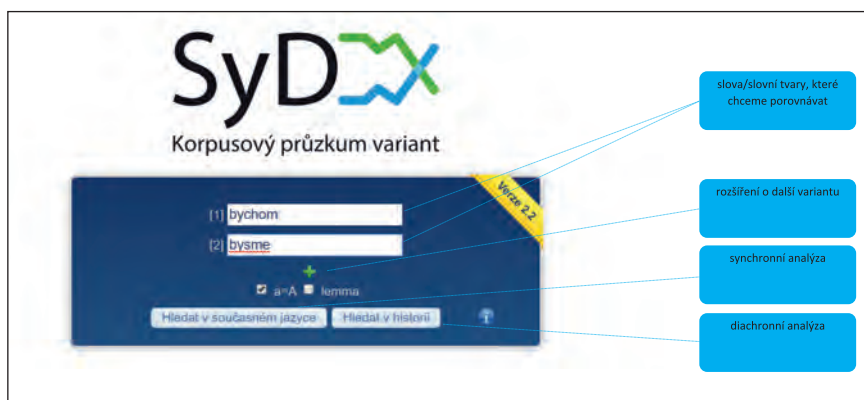 SyD
Korpusový průzkum variant
Verze 2.2
[1] bychom
[2] bysme
a=A lemma
Hledat v současném jazyce Hledat v historii
i
slova/slovní tvary, které
chceme porovnávat
rozšíření o další variantu
synchronní analýza
diachronní analýza